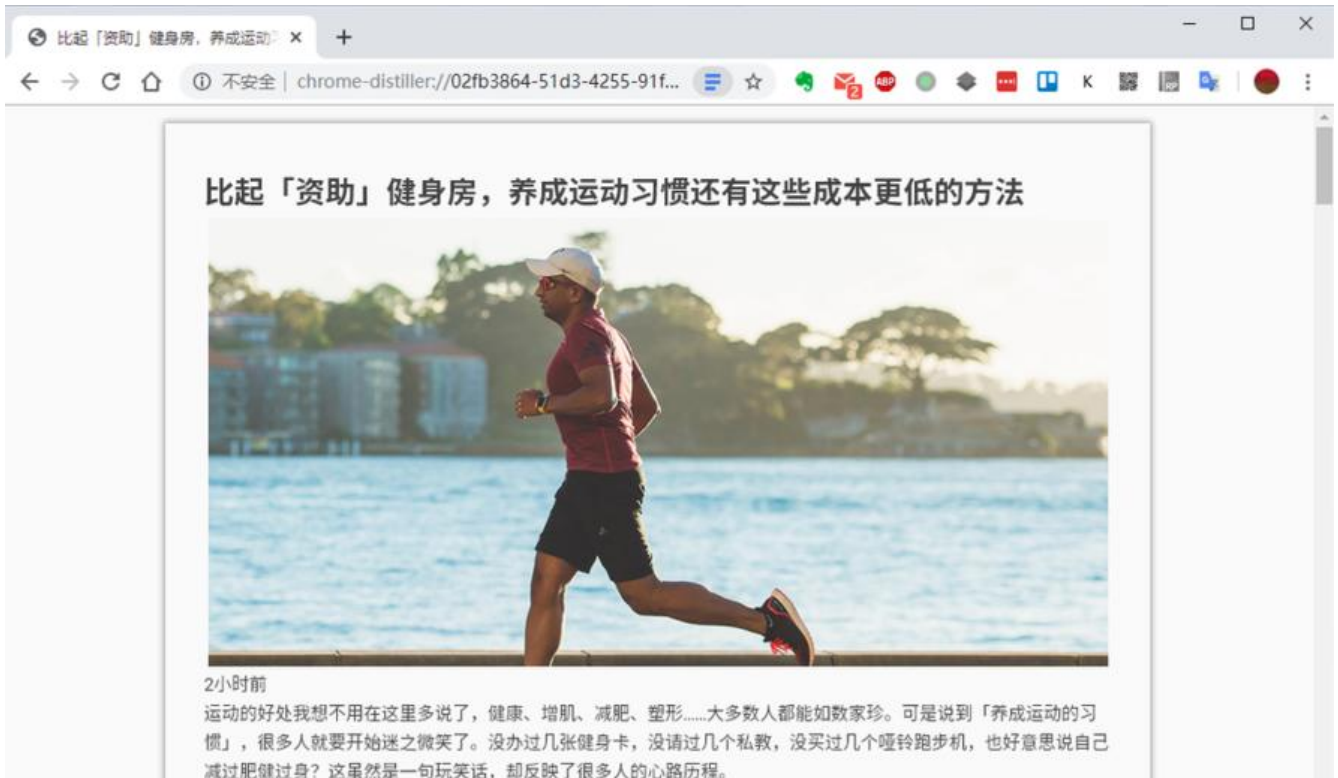 比起「资助」健身房，养成运动习
不安全 | chrome-distiller://02fb3864-51d3-4255-91f...
2
ABP
K
比起「资助」健身房，养成运动习惯还有这些成本更低的方法
2小时前
运动的好处我想不用在这里多说了，健康、增肌、减肥、塑形......大多数人都能如数家珍。可是说到「养成运动的习
惯」，很多人就要开始迷之微笑了。没办过几张健身卡，没请过几个私教，没买过几个哑铃跑步机，也好意思说自己
减过肥健过身？这虽然是一句玩笑话，却反映了很多人的心路历程。